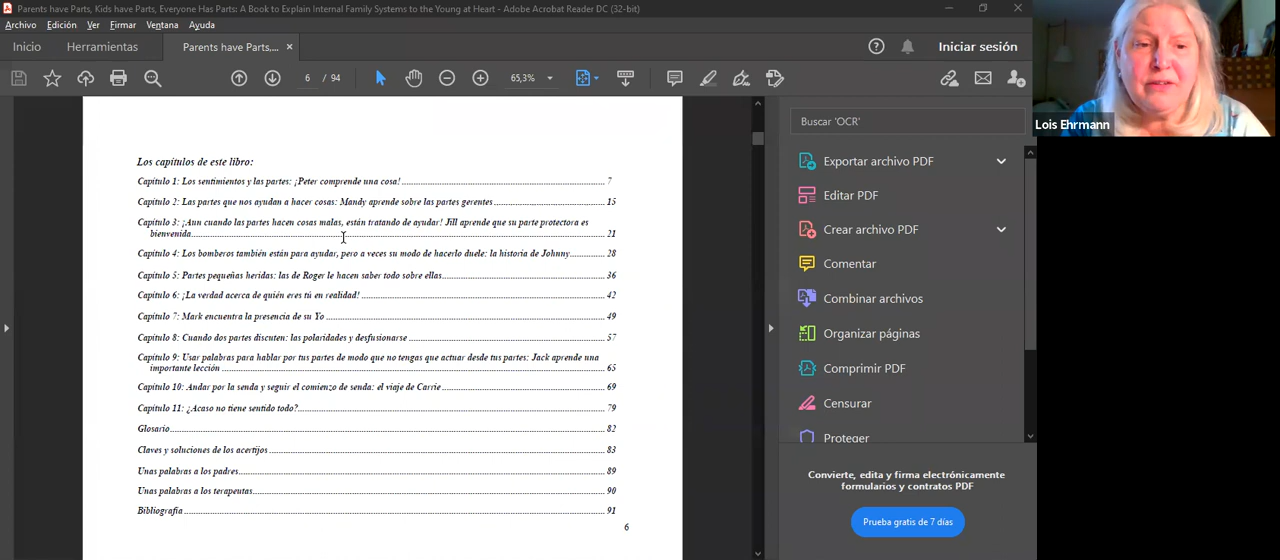 Parents have Parts, Kids have Parts, Everyone Has Parts: A Book to Explain Internal Family Systems to the Young at Heart - Adobe Acrobat Reader DC (32-bit)
Archivo Edición Ver Firmar Ventana Ayuda
Inicio Herramientas Parents have Parts,... × Iniciar sesión
6 / 94 65,3%
Lois Ehrmann
Los capítulos de este libro:
Capítulo 1: Los sentimientos y las partes: ¡Peter comprende una cosa! 7
Capítulo 2: Las partes que nos ayudan a hacer cosas: Mandy aprende sobre las partes gerentes 15
Capítulo 3: ¡Aun cuando las partes hacen cosas malas, están tratando de ayudar! Jill aprende que su parte protectora es
bienvenida 21
Capítulo 4: Los bomberos también están para ayudar, pero a veces su modo de hacerlo duele: la historia de Johnny 28
Capítulo 5: Partes pequeñas heridas: las de Roger le hacen saber todo sobre ellas 36
Capítulo 6: ¡La verdad acerca de quién eres tú en realidad! 42
Capítulo 7: Mark encuentra la presencia de su Yo 49
Capítulo 8: Cuando dos partes discuten: las polaridades y desfusionarse 57
Capítulo 9: Usar palabras para hablar por tus partes de modo que no tengas que actuar desde tus partes: Jack aprende una
importante lección 65
Capítulo 10: Andar por la senda y seguir el comienzo de senda: el viaje de Carrie 69
Capítulo 11: ¿Acaso no tiene sentido todo? 79
Glosario 82
Claves y soluciones de los acertijos 83
Unas palabras a los padres 89
Unas palabras a los terapeutas 90
Bibliografía 91
6
Buscar 'OCR'
Exportar archivo PDF
Editar PDF
Crear archivo PDF
Comentar
Combinar archivos
Organizar páginas
Comprimir PDF
Censurar
Proteger
Convierte, edita y firma electrónicamente
formularios y contratos PDF
Prueba gratis de 7 días